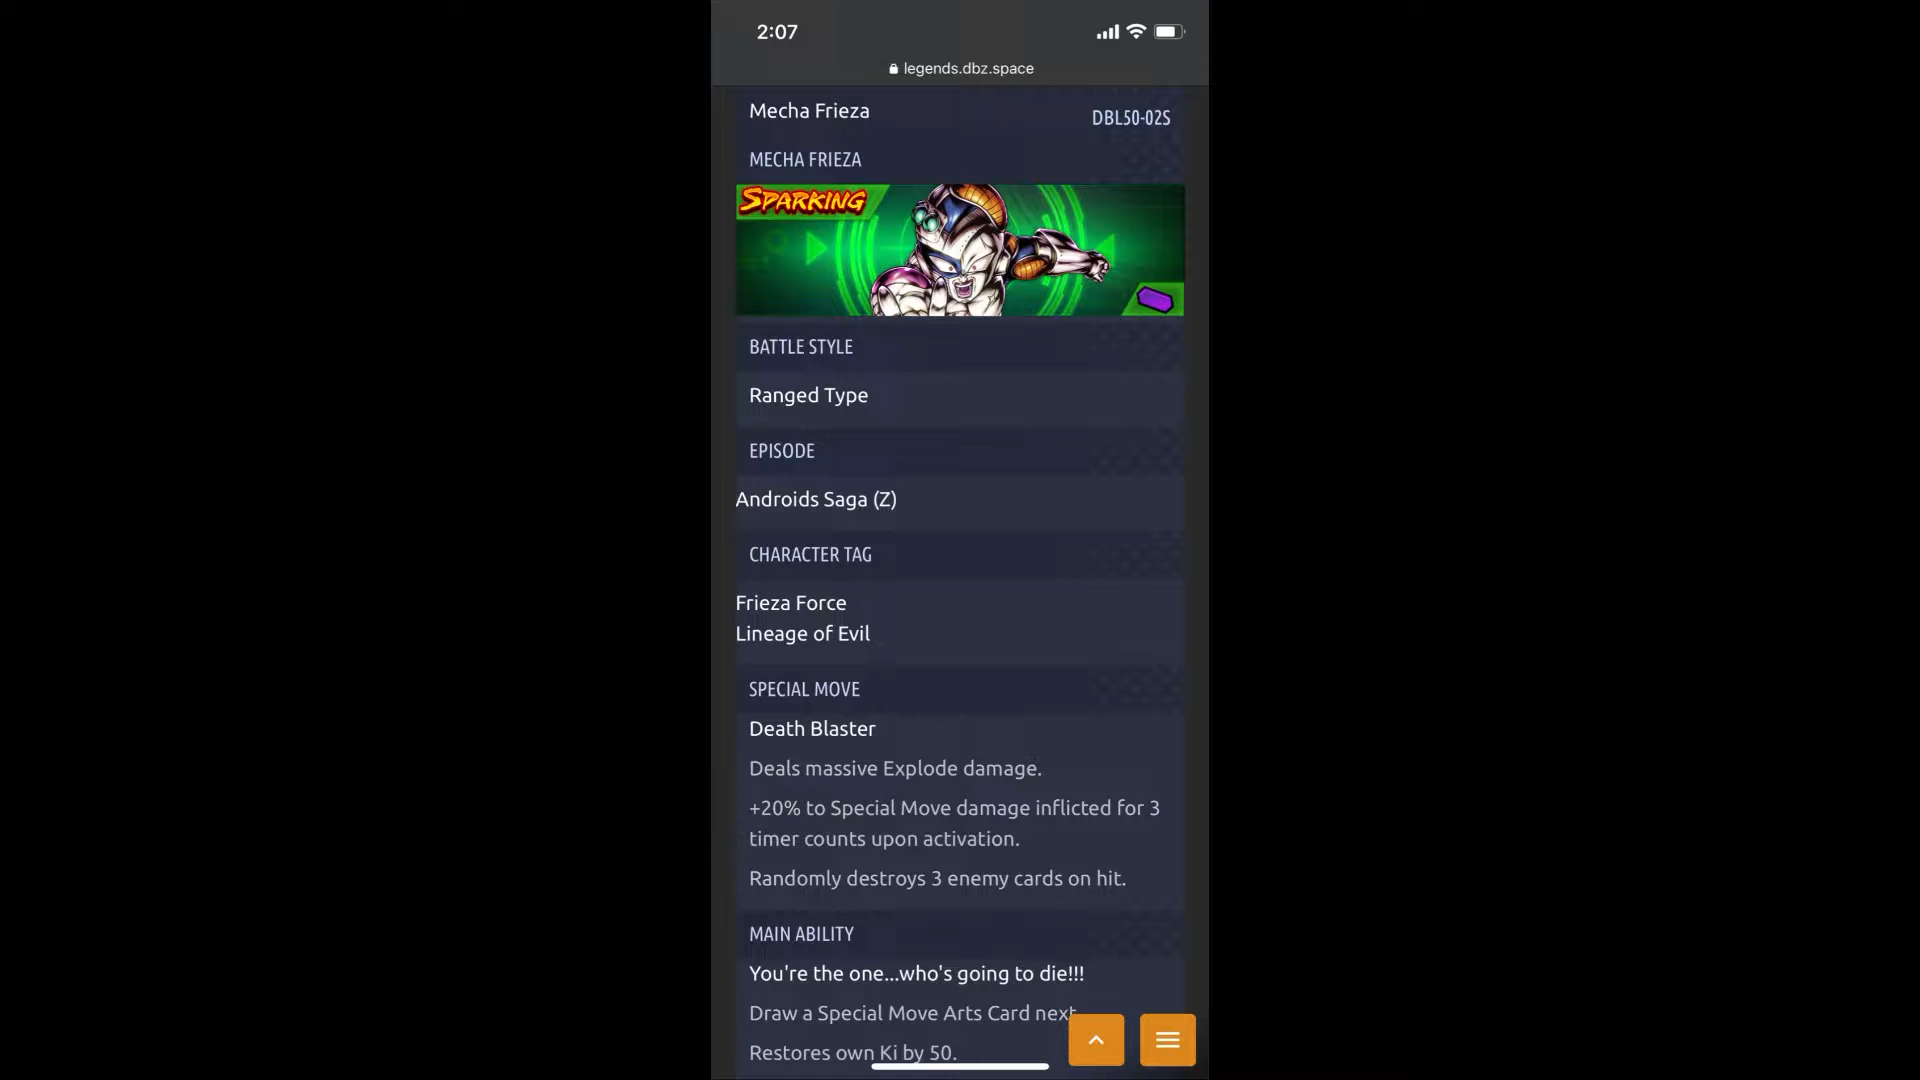 2:07
legends.dbz.space
Mecha Frieza
DBL50-02S
MECHA FRIEZA
SPARKING
BATTLE STYLE
Ranged Type
EPISODE
Androids Saga (Z)
CHARACTER TAG
Frieza Force
Lineage of Evil
SPECIAL MOVE
Death Blaster
Deals massive Explode damage.
+20% to Special Move damage inflicted for 3
timer counts upon activation.
Randomly destroys 3 enemy cards on hit.
MAIN ABILITY
You're the one...who's going to die!!!
Draw a Special Move Arts Card next
Restores own Ki by 50.